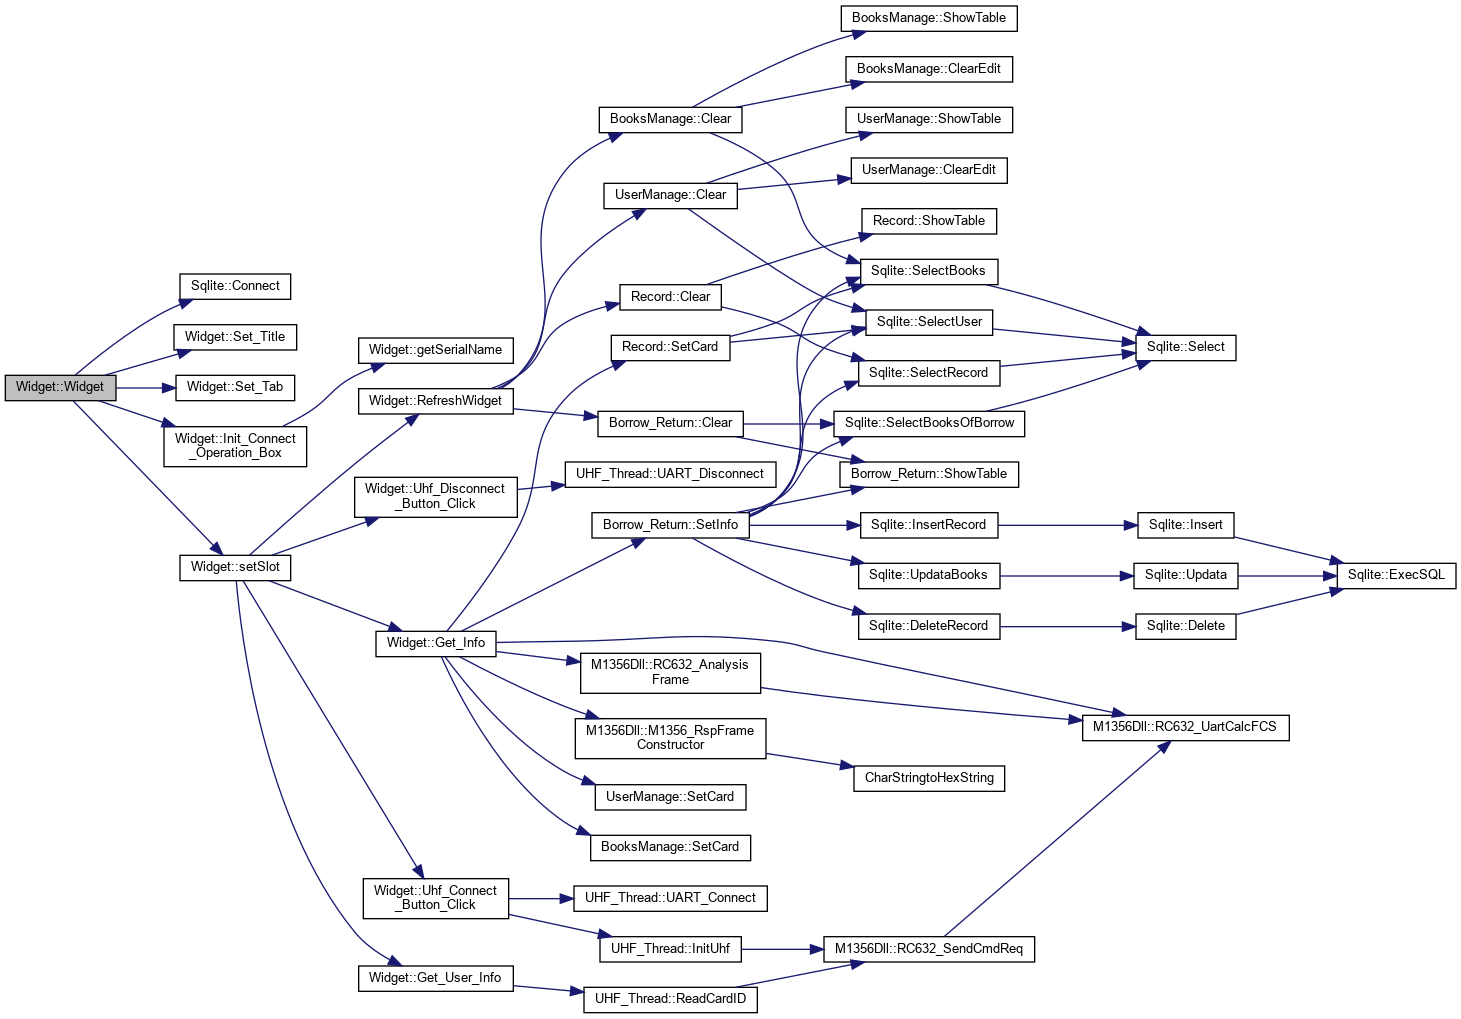 BooksManage::ShowTable
BooksManage::ClearEdit
BooksManage::Clear
UserManage::ShowTable
UserManage::ClearEdit
UserManage::Clear
Record::ShowTable
Sqlite::SelectBooks
Sqlite::Connect
Record::Clear
Sqlite::SelectUser
Widget::Set_Title
Widget::getSerialName
Record::SetCard
Sqlite::Select
Sqlite::SelectRecord
Widget::Widget
Widget::Set_Tab
Widget::RefreshWidget
Borrow_Return::Clear
Sqlite::SelectBooksOfBorrow
Widget::Init_Connect
_Operation_Box
UHF_Thread::UART_Disconnect
Borrow_Return::ShowTable
Widget::Uhf_Disconnect
_Button_Click
Borrow_Return::SetInfo
Sqlite::InsertRecord
Sqlite::Insert
Widget::setSlot
Sqlite::UpdataBooks
Sqlite::Updata
Sqlite::ExecSQL
Sqlite::DeleteRecord
Sqlite::Delete
Widget::Get_Info
M1356Dll::RC632_Analysis
Frame
M1356Dll::RC632_UartCalcFCS
M1356Dll::M1356_RspFrame
Constructor
CharStringtoHexString
UserManage::SetCard
BooksManage::SetCard
Widget::Uhf_Connect
_Button_Click
UHF_Thread::UART_Connect
UHF_Thread::InitUhf
M1356Dll::RC632_SendCmdReq
Widget::Get_User_Info
UHF_Thread::ReadCardID